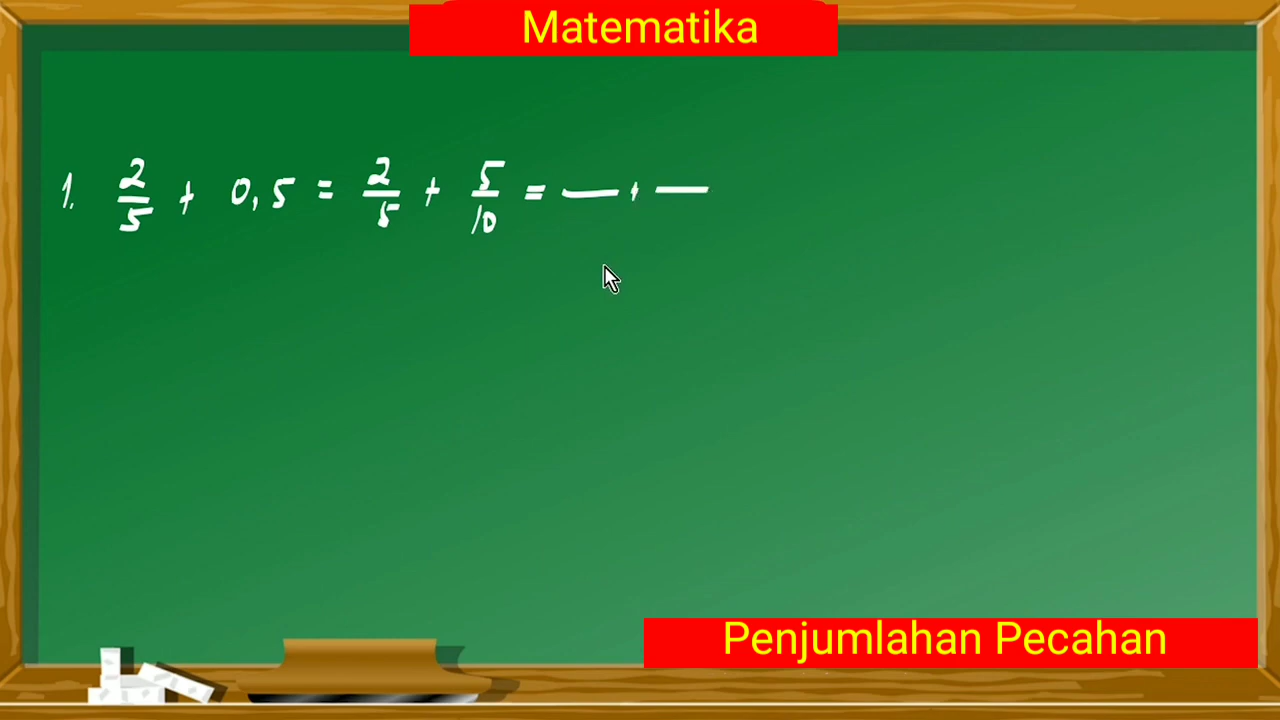 Matematika
1. 2/5 + 0,5 = 2/5 + 5/10 = — + —
Penjumlahan Pecahan